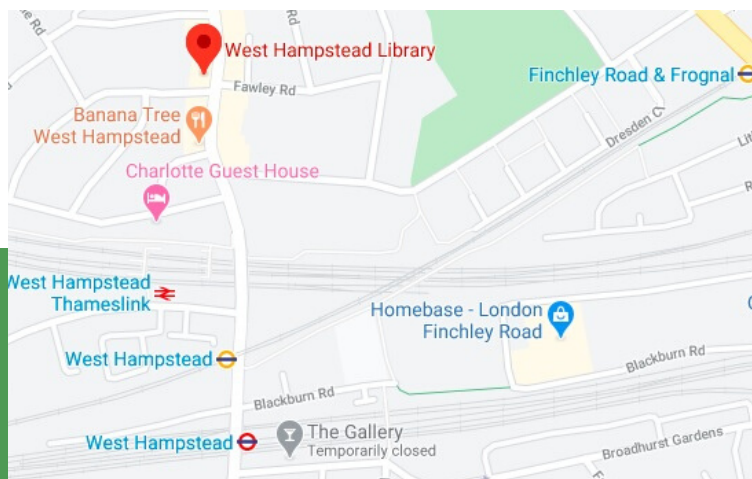 West Hampstead Library
Finchley Road & Frognal
Fawley Rd
Banana Tree
West Hampstead
Dresden Cl
Charlotte Guest House
West Hampstead
Thameslink
Homebase - London
Finchley Road
West Hampstead
Blackburn Rd
Blackburn Rd
West Hampstead
The Gallery
Temporarily closed
Broadhurst Gardens